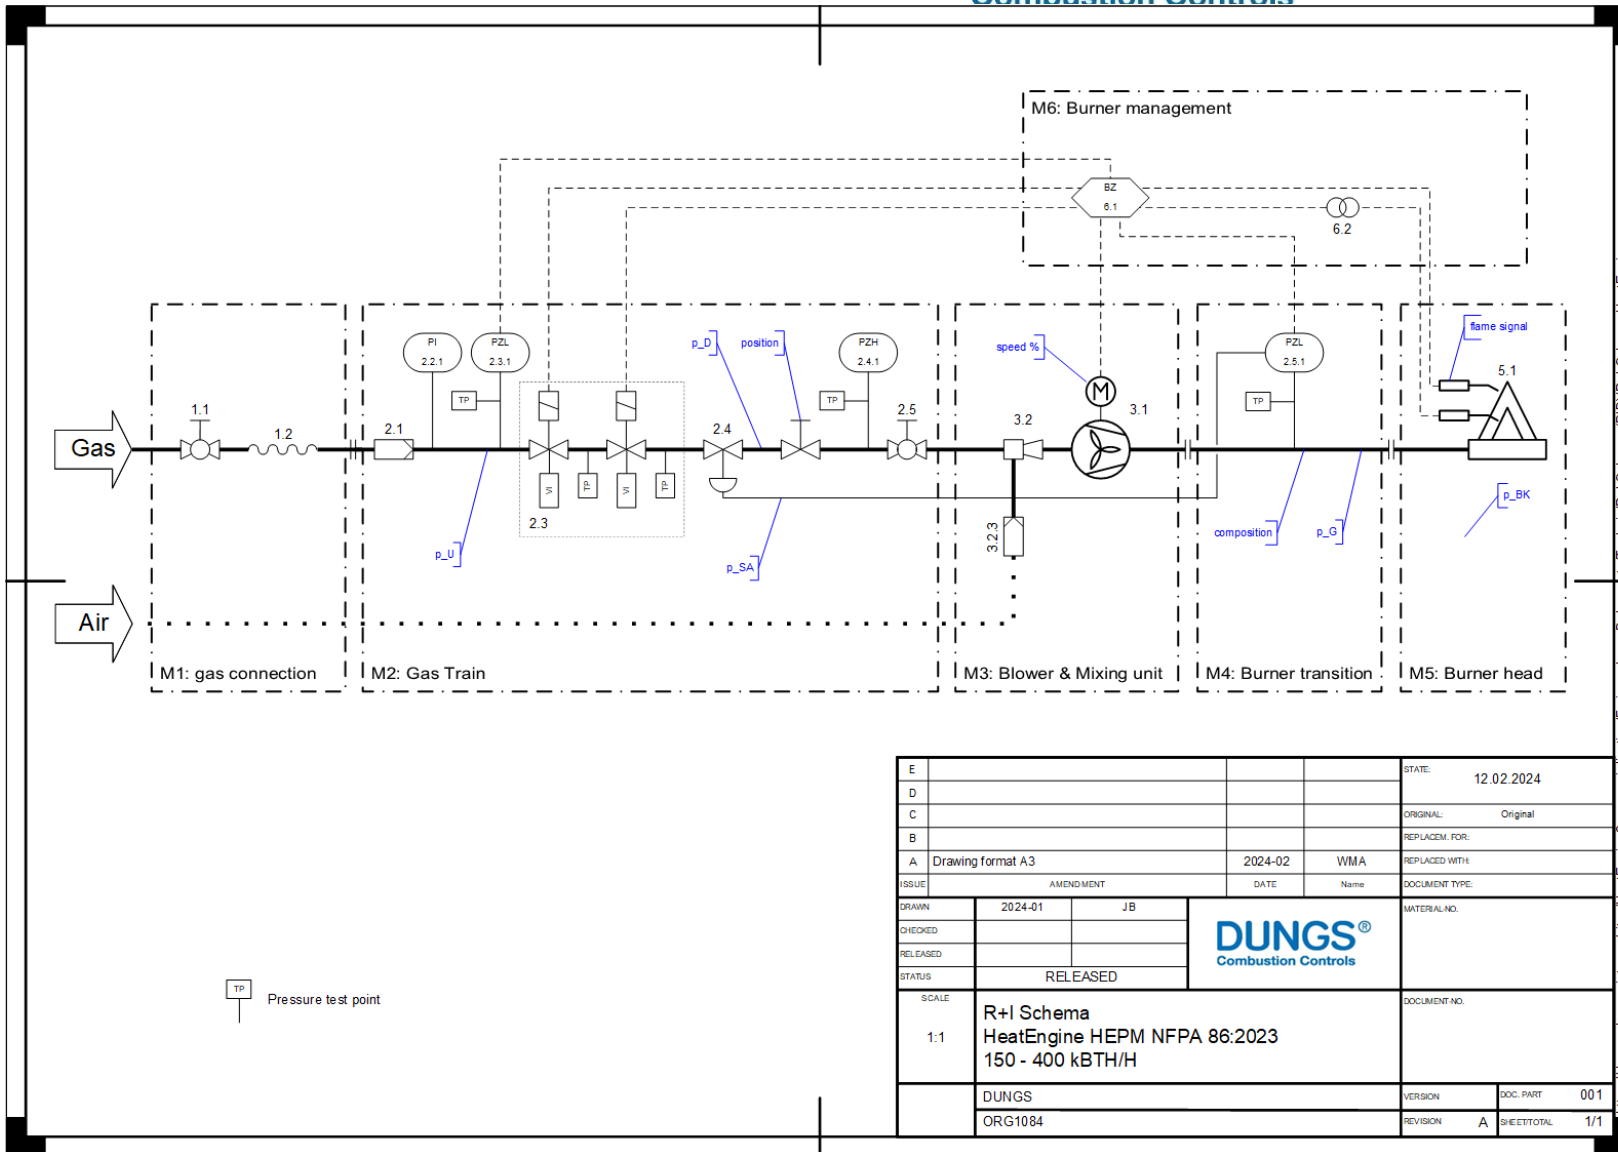 Combustion Controls
M6: Burner management
BZ
6.1
6.2
PI
2.2.1
PZL
2.3.1
p_D
position
PZH
2.4.1
speed %
PZL
2.5.1
flame signal
5.1
TP
TP
TP
M
3.1
Gas
1.1
1.2
2.1
2.4
2.5
3.2
VI
TP
VI
TP
2.3
p_U
p_SA
3.2.3
composition
p_G
p_BK
Air
M1: gas connection
M2: Gas Train
M3: Blower & Mixing unit
M4: Burner transition
M5: Burner head
TP
Pressure test point
E
D
C
B
A Drawing format A3 2024-02 WMA
ISSUE AMENDMENT DATE Name
STATE: 12.02.2024
ORIGINAL: Original
REPLACEM. FOR:
REPLACED WITH:
DOCUMENT TYPE:
DRAWN 2024-01 JB
CHECKED
RELEASED
STATUS RELEASED
DUNGS®
Combustion Controls
MATERIAL-NO.
SCALE
1:1
R+I Schema
HeatEngine HEPM NFPA 86:2023
150 - 400 kBTH/H
DOCUMENT-NO.
DUNGS
ORG1084
VERSION DOC. PART 001
REVISION A SHEET/TOTAL 1/1